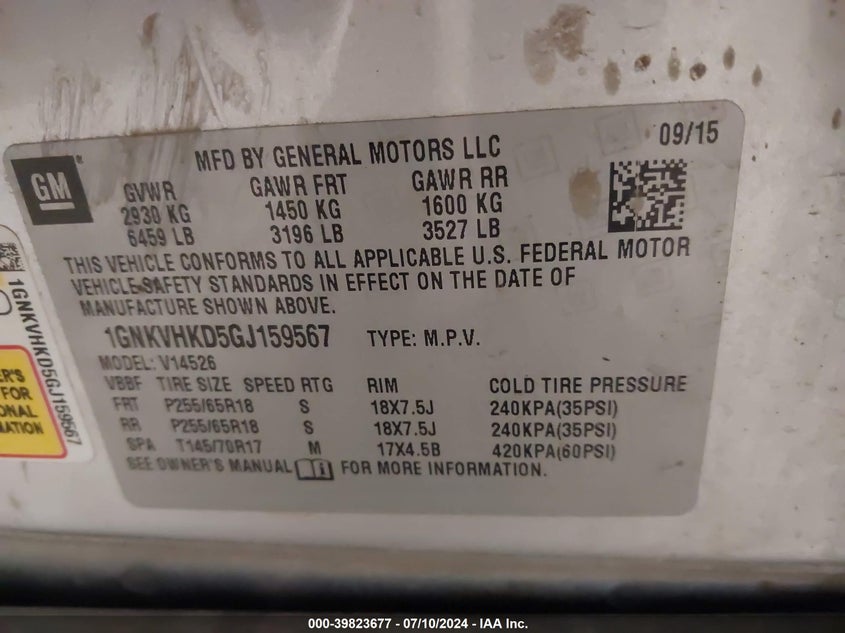 09/15
MFD BY GENERAL MOTORS LLC
GM
GVWR GAWR FRT GAWR RR
2930 KG 1450 KG 1600 KG
6459 LB 3196 LB 3527 LB
THIS VEHICLE CONFORMS TO ALL APPLICABLE U.S. FEDERAL MOTOR
VEHICLE SAFETY STANDARDS IN EFFECT ON THE DATE OF
MANUFACTURE SHOWN ABOVE.
1GNKVHKD5GJ159567 TYPE: M.P.V.
MODEL: V14526
VBBF TIRE SIZE SPEED RTG RIM COLD TIRE PRESSURE
FRT P255/65R18 S 18X7.5J 240KPA(35PSI)
RR P255/65R18 S 18X7.5J 240KPA(35PSI)
SPA T145/70R17 M 17X4.5B 420KPA(60PSI)
SEE OWNER'S MANUAL FOR MORE INFORMATION.
1GNKVHKD5GJ159567
FOR
000-39823677 - 07/10/2024 - IAA Inc.